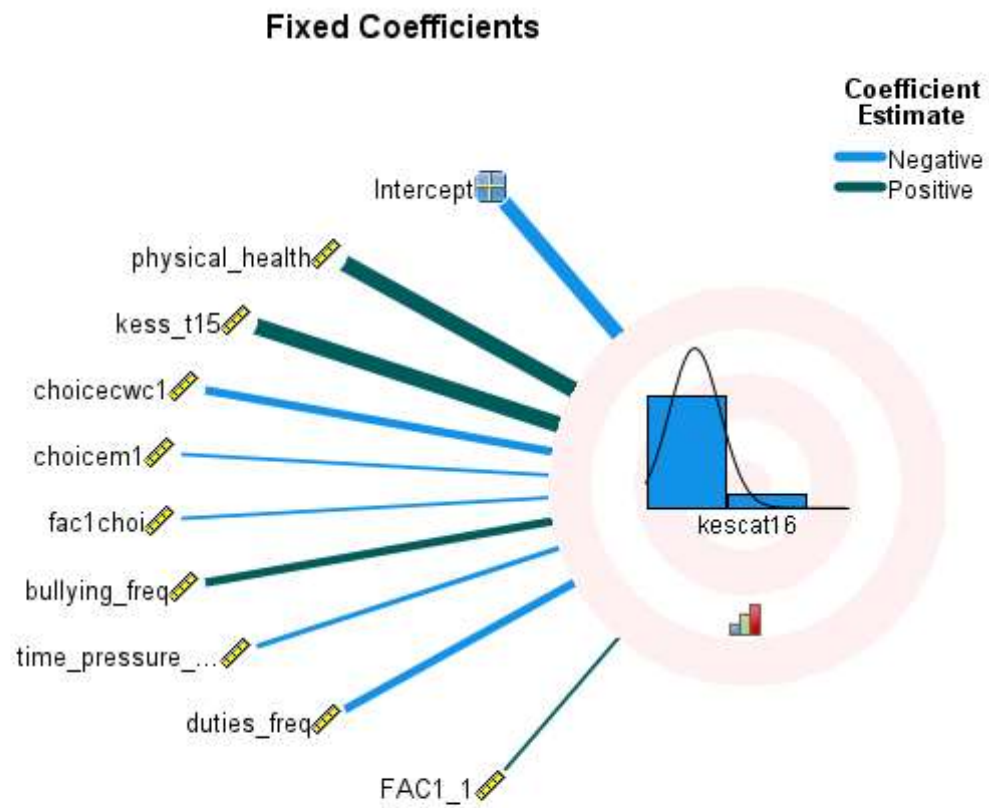 Fixed Coefficients
Coefficient
Estimate
Negative
Positive
Intercept
physical_health
kess_t15
choicecwc1
choicem1
fac1choi
bullying_freq
time_pressure_...
duties_freq
FAC1_1
kescat16